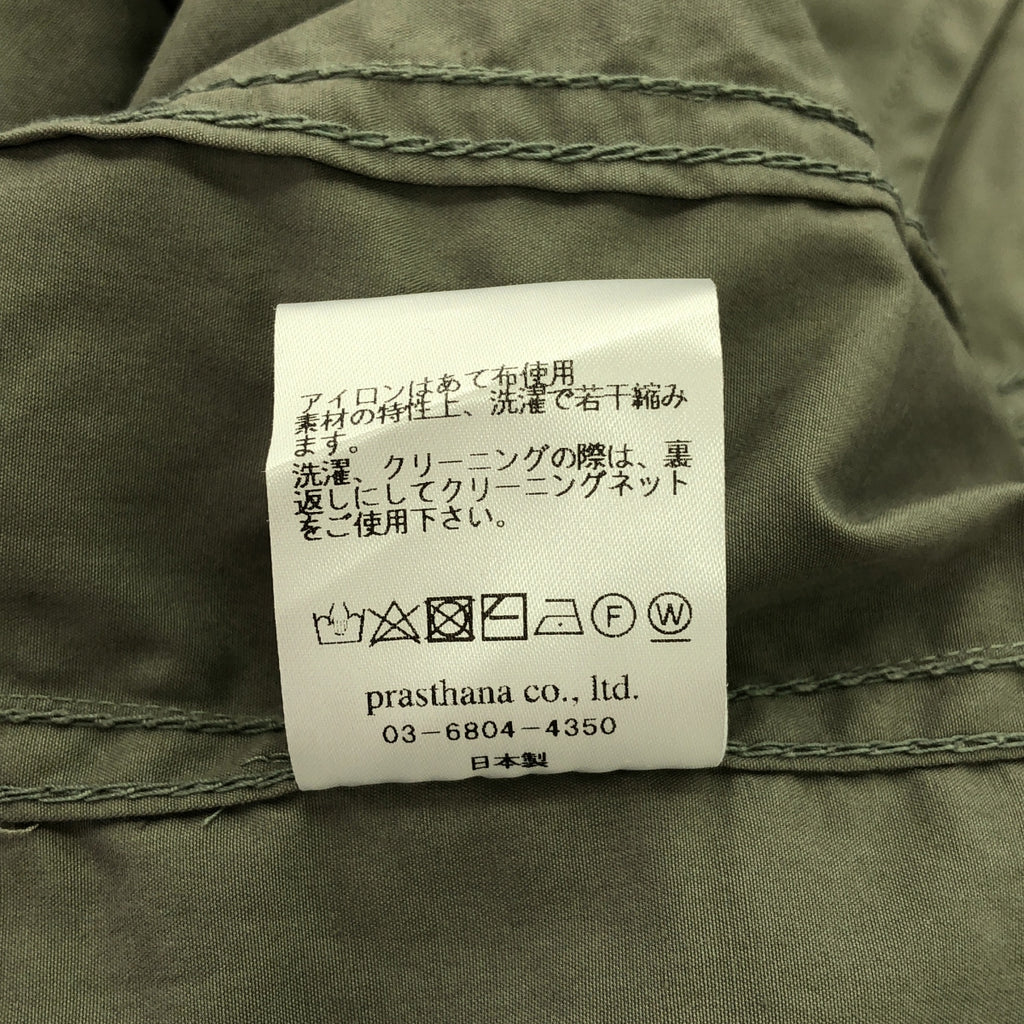 アイロンはあて布使用
素材の特性上、洗濯で若干縮み
ます。
洗濯、クリーニングの際は、裏
返しにしてクリーニングネット
をご使用下さい。
F W
prasthana co., ltd.
03-6804-4350
日本製